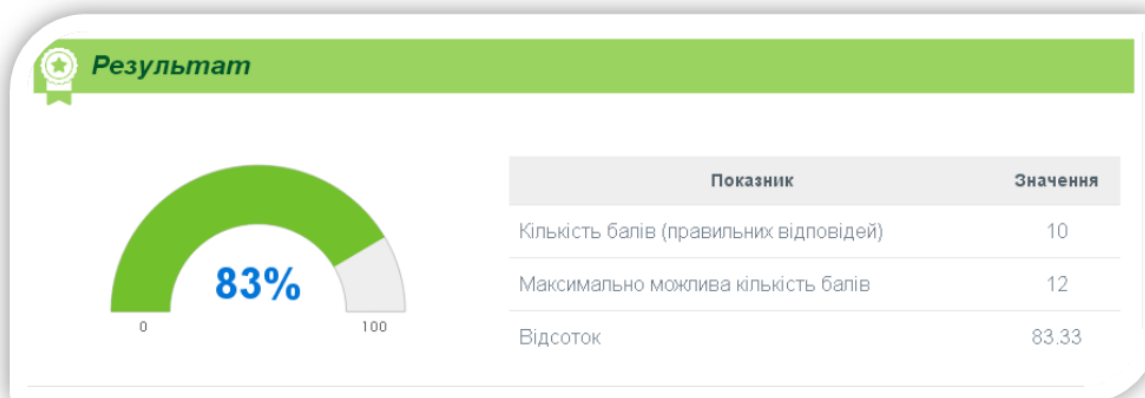 Результат
83%
0
100
Показник
Значення
Кількість балів (правильних відповідей)
10
Максимально можлива кількість балів
12
Відсоток
83.33